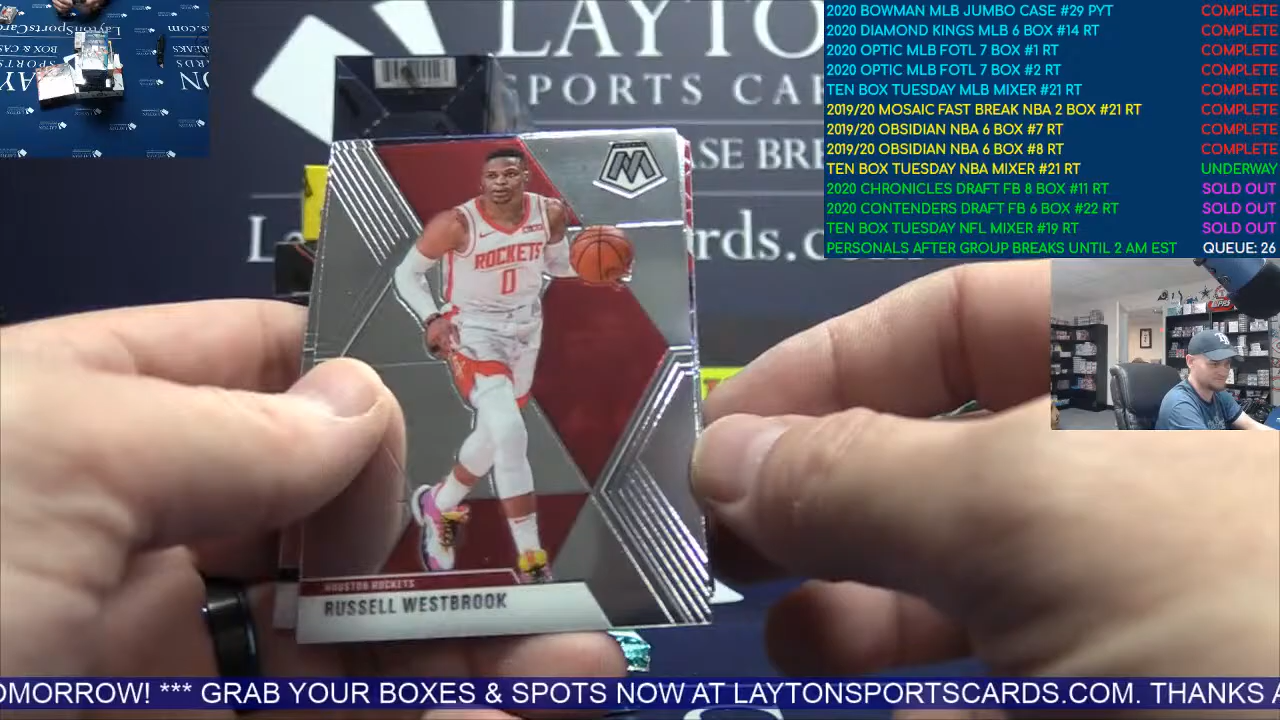 LAYTO
SPORTS CA
SE BRE
La
rds.com
2020 BOWMAN MLB JUMBO CASE #29 PYT COMPLETE
2020 DIAMOND KINGS MLB 6 BOX #14 RT COMPLETE
2020 OPTIC MLB FOTL 7 BOX #1 RT COMPLETE
2020 OPTIC MLB FOTL 7 BOX #2 RT COMPLETE
TEN BOX TUESDAY MLB MIXER #21 RT COMPLETE
2019/20 MOSAIC FAST BREAK NBA 2 BOX #21 RT COMPLETE
2019/20 OBSIDIAN NBA 6 BOX #7 RT COMPLETE
2019/20 OBSIDIAN NBA 6 BOX #8 RT COMPLETE
TEN BOX TUESDAY NBA MIXER #21 RT UNDERWAY
2020 CHRONICLES DRAFT FB 8 BOX #11 RT SOLD OUT
2020 CONTENDERS DRAFT FB 6 BOX #22 RT SOLD OUT
TEN BOX TUESDAY NFL MIXER #19 RT SOLD OUT
PERSONALS AFTER GROUP BREAKS UNTIL 2 AM EST QUEUE: 26
ROCKETS
0
HOUSTON ROCKETS
RUSSELL WESTBROOK
OMORROW! *** GRAB YOUR BOXES & SPOTS NOW AT LAYTONSPORTSCARDS.COM. THANKS A